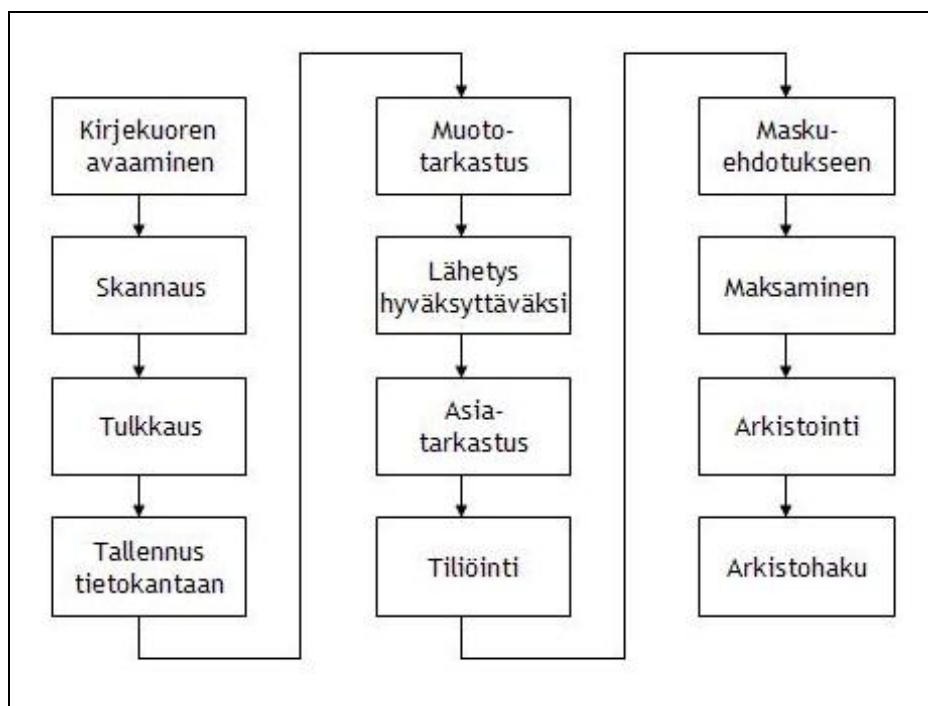 Kirjekuoren
avaaminen
Skannaus
Tulkkaus
Tallennus
tietokantaan
Muoto-
tarkastus
Lähetys
hyväksyttäväksi
Asia-
tarkastus
Tiliöinti
Masku-
ehdotukseen
Maksaminen
Arkistointi
Arkistohaku